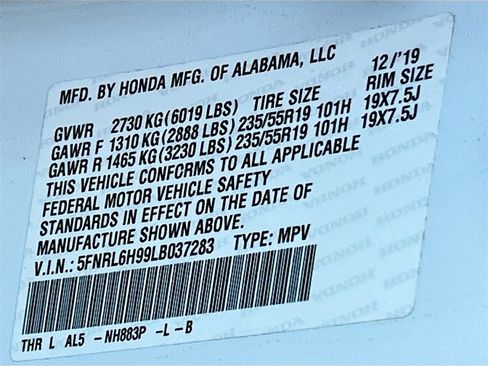 MFD. BY HONDA MFG. OF ALABAMA, LLC 12/'19
GVWR 2730 KG(6019 LBS) TIRE SIZE RIM SIZE
GAWR F 1310 KG(2888 LBS)235/55R19 101H 19X7.5J
GAWR R 1465 KG(3230 LBS)235/55R19 101H 19X7.5J
THIS VEHICLE CONFORMS TO ALL APPLICABLE
FEDERAL MOTOR VEHICLE SAFETY
STANDARDS IN EFFECT ON THE DATE OF
MANUFACTURE SHOWN ABOVE.
V.I.N.: 5FNRL6H99LB037283 TYPE: MPV
THR L AL5 -NH883P -L-B